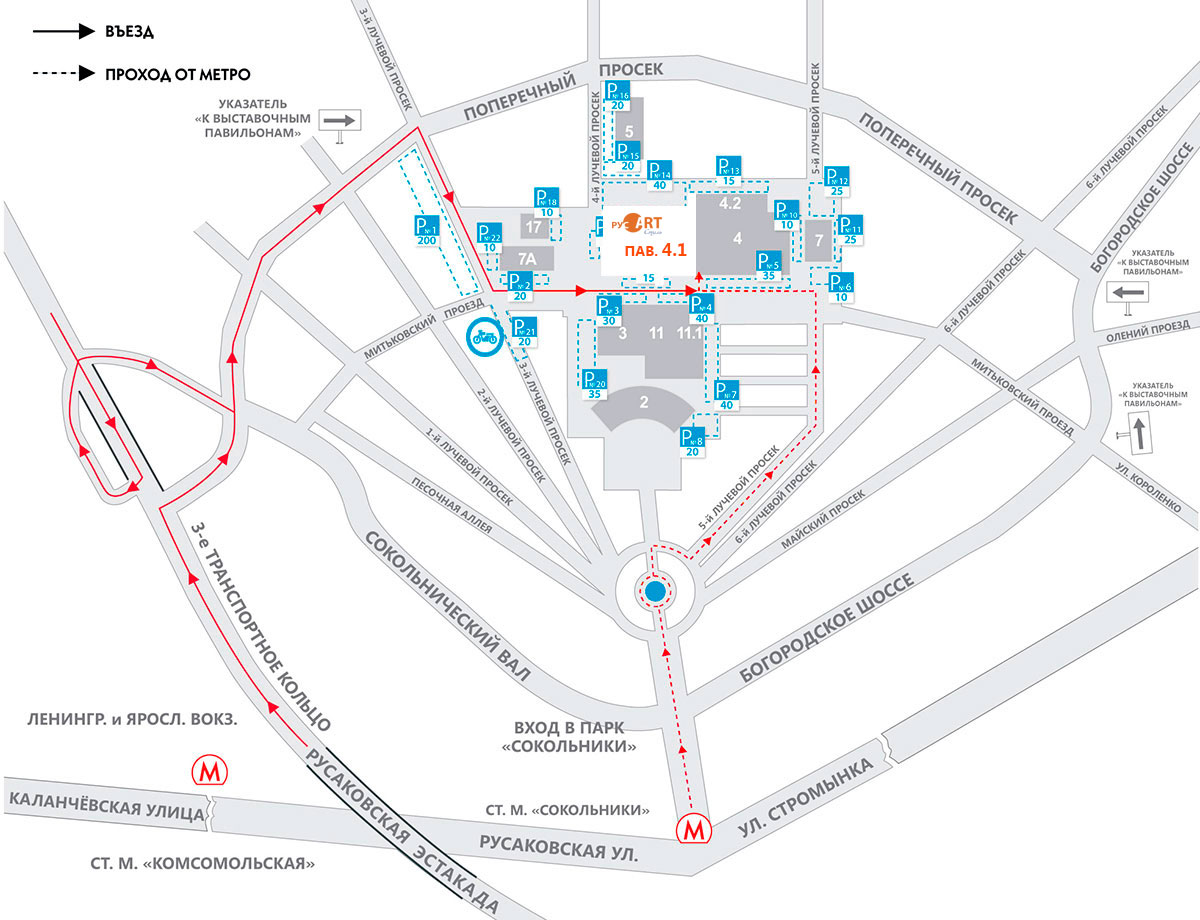 ВЪЕЗД
ПРОХОД ОТ МЕТРО
УКАЗАТЕЛЬ
«К ВЫСТАВОЧНЫМ
ПАВИЛЬОНАМ»
3-й ЛУЧЕВОЙ ПРОСЕК
ПОПЕРЕЧНЫЙ ПРОСЕК
4-й ЛУЧЕВОЙ ПРОСЕК
5-й ЛУЧЕВОЙ ПРОСЕК
ПОПЕРЕЧНЫЙ ПРОСЕК
6-й ЛУЧЕВОЙ ПРОСЕК
БОГОРОДСКОЕ ШОССЕ
P №16
20
5
P №15
20
P №14
40
P №13
15
P №12
25
P №18
10
17
P №1
200
P №22
10
7А
P №2
20
P
РУСАRT
ПАВ. 4.1
4.2
4
P №10
10
P №5
35
7
P №11
25
P №6
10
15
УКАЗАТЕЛЬ
«К ВЫСТАВОЧНЫМ
ПАВИЛЬОНАМ»
ОЛЕНИЙ ПРОЕЗД
6-й ЛУЧЕВОЙ ПРОСЕК
МИТЬКОВСКИЙ ПРОЕЗД
P №3
30
P №4
40
P №21
20
3
11
11.1
P №20
35
2
P №7
40
P №8
20
МИТЬКОВСКИЙ ПРОЕЗД
УКАЗАТЕЛЬ
«К ВЫСТАВОЧНЫМ
ПАВИЛЬОНАМ»
УЛ. КОРОЛЕНКО
3-й ЛУЧЕВОЙ ПРОСЕК
2-й ЛУЧЕВОЙ ПРОСЕК
1-й ЛУЧЕВОЙ ПРОСЕК
ПЕСОЧНАЯ АЛЛЕЯ
5-й ЛУЧЕВОЙ ПРОСЕК
6-й ЛУЧЕВОЙ ПРОСЕК
МАЙСКИЙ ПРОСЕК
3-е ТРАНСПОРТНОЕ КОЛЬЦО
СОКОЛЬНИЧЕСКИЙ ВАЛ
БОГОРОДСКОЕ ШОССЕ
ЛЕНИНГР. и ЯРОСЛ. ВОКЗ.
ВХОД В ПАРК
«СОКОЛЬНИКИ»
М
КАЛАНЧЁВСКАЯ УЛИЦА
РУСАКОВСКАЯ ЭСТАКАДА
СТ. М. «СОКОЛЬНИКИ»
М
УЛ. СТРОМЫНКА
РУСАКОВСКАЯ УЛ.
СТ. М. «КОМСОМОЛЬСКАЯ»